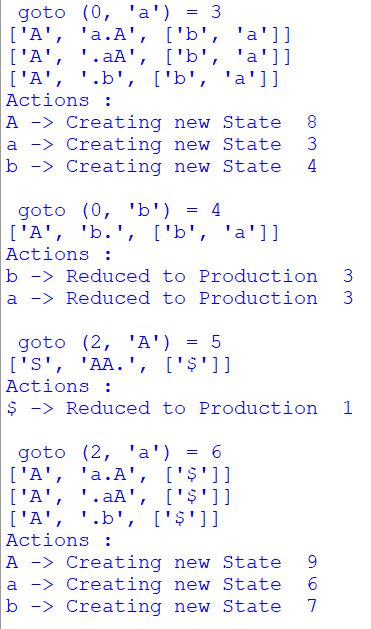 goto (0, 'a') = 3
['A', 'a.A', ['b', 'a']]
['A', '.aA', ['b', 'a']]
['A', '.b', ['b', 'a']]
Actions :
A -> Creating new State  8
a -> Creating new State  3
b -> Creating new State  4
goto (0, 'b') = 4
['A', 'b.', ['b', 'a']]
Actions :
b -> Reduced to Production  3
a -> Reduced to Production  3
goto (2, 'A') = 5
['S', 'AA.', ['$']]
Actions :
$ -> Reduced to Production  1
goto (2, 'a') = 6
['A', 'a.A', ['$']]
['A', '.aA', ['$']]
['A', '.b', ['$']]
Actions :
A -> Creating new State  9
a -> Creating new State  6
b -> Creating new State  7